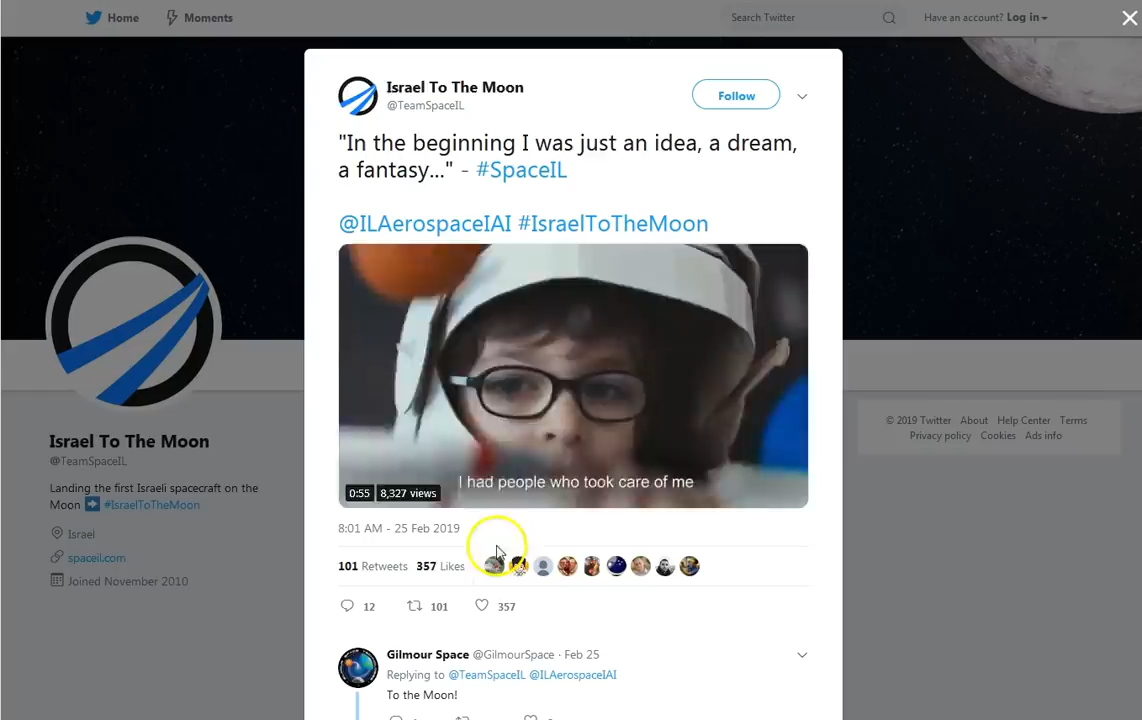 Home Moments Search Twitter Have an account? Log in
Israel To The Moon
@TeamSpaceIL
Follow
"In the beginning I was just an idea, a dream,
a fantasy..." - #SpaceIL
@ILAerospaceIAI #IsraelToTheMoon
I had people who took care of me
0:55 8,327 views
8:01 AM - 25 Feb 2019
101 Retweets 357 Likes
12 101 357
Gilmour Space @GilmourSpace · Feb 25
Replying to @TeamSpaceIL @ILAerospaceIAI
To the Moon!
Israel To The Moon
@TeamSpaceIL
Landing the first Israeli spacecraft on the
Moon ➡ #IsraelToTheMoon
Israel
spaceil.com
Joined November 2010
© 2019 Twitter About Help Center Terms
Privacy policy Cookies Ads info